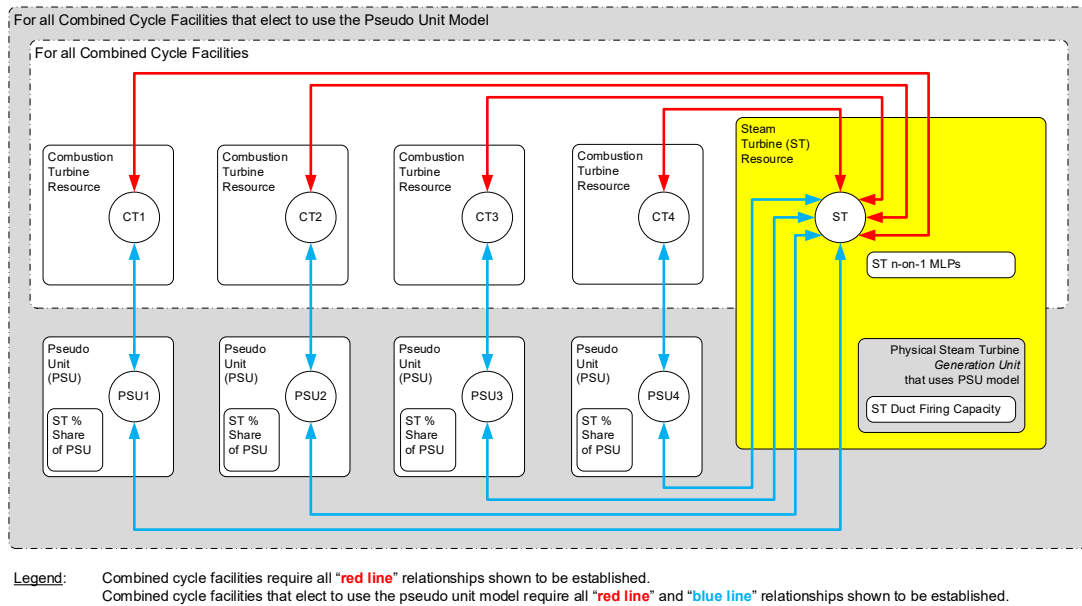 For all Combined Cycle Facilities that elect to use the Pseudo Unit Model
For all Combined Cycle Facilities
Combustion
Turbine
Resource
CT1
Combustion
Turbine
Resource
CT2
Combustion
Turbine
Resource
CT3
Combustion
Turbine
Resource
CT4
Steam
Turbine (ST)
Resource
ST
ST n-on-1 MLPs
Pseudo
Unit
(PSU)
PSU1
ST %
Share
of PSU
Pseudo
Unit
(PSU)
PSU2
ST %
Share
of PSU
Pseudo
Unit
(PSU)
PSU3
ST %
Share
of PSU
Pseudo
Unit
(PSU)
PSU4
ST %
Share
of PSU
Physical Steam Turbine
Generation Unit
that uses PSU model
ST Duct Firing Capacity
Legend: Combined cycle facilities require all “red line” relationships shown to be established.
Combined cycle facilities that elect to use the pseudo unit model require all “red line” and “blue line” relationships shown to be established.